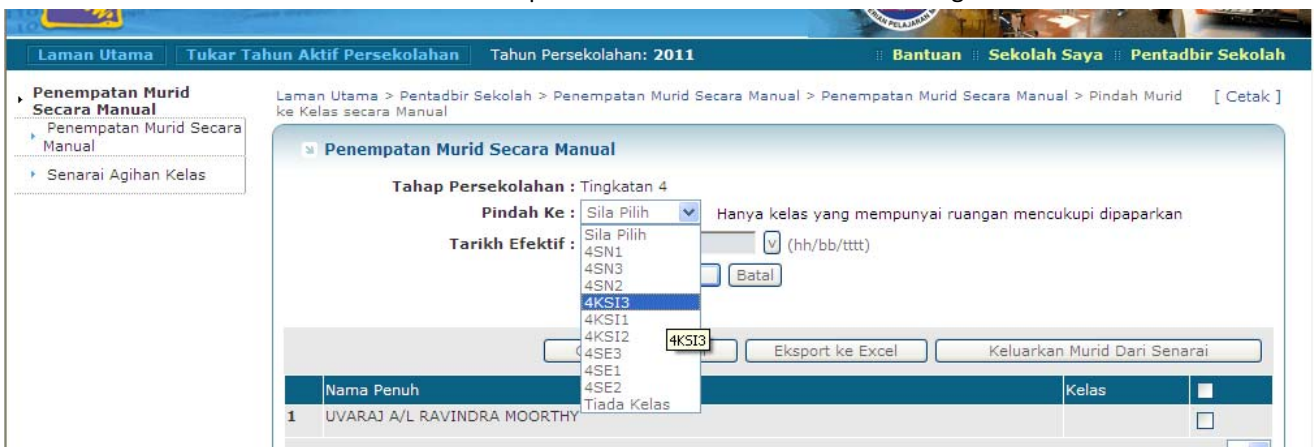 Laman Utama Tukar Tahun Aktif Persekolahan Tahun Persekolahan: 2011 Bantuan Sekolah Saya Pentadbir Sekolah
Penempatan Murid
Secara Manual
Penempatan Murid Secara
Manual
Senarai Agihan Kelas
Laman Utama > Pentadbir Sekolah > Penempatan Murid Secara Manual > Penempatan Murid Secara Manual > Pindah Murid
ke Kelas secara Manual
[ Cetak ]
Penempatan Murid Secara Manual
Tahap Persekolahan : Tingkatan 4
Pindah Ke : Sila Pilih Hanya kelas yang mempunyai ruangan mencukupi dipaparkan
Tarikh Efektif : (hh/bb/tttt)
Sila Pilih
4SN1
4SN3
4SN2
4KSI3
4KSI1
4KSI2
4SE3
4SE1
4SE2
Tiada Kelas
4KSI3
Batal
Eksport ke Excel Keluarkan Murid Dari Senarai
Nama Penuh Kelas
1 UVARAJ A/L RAVINDRA MOORTHY